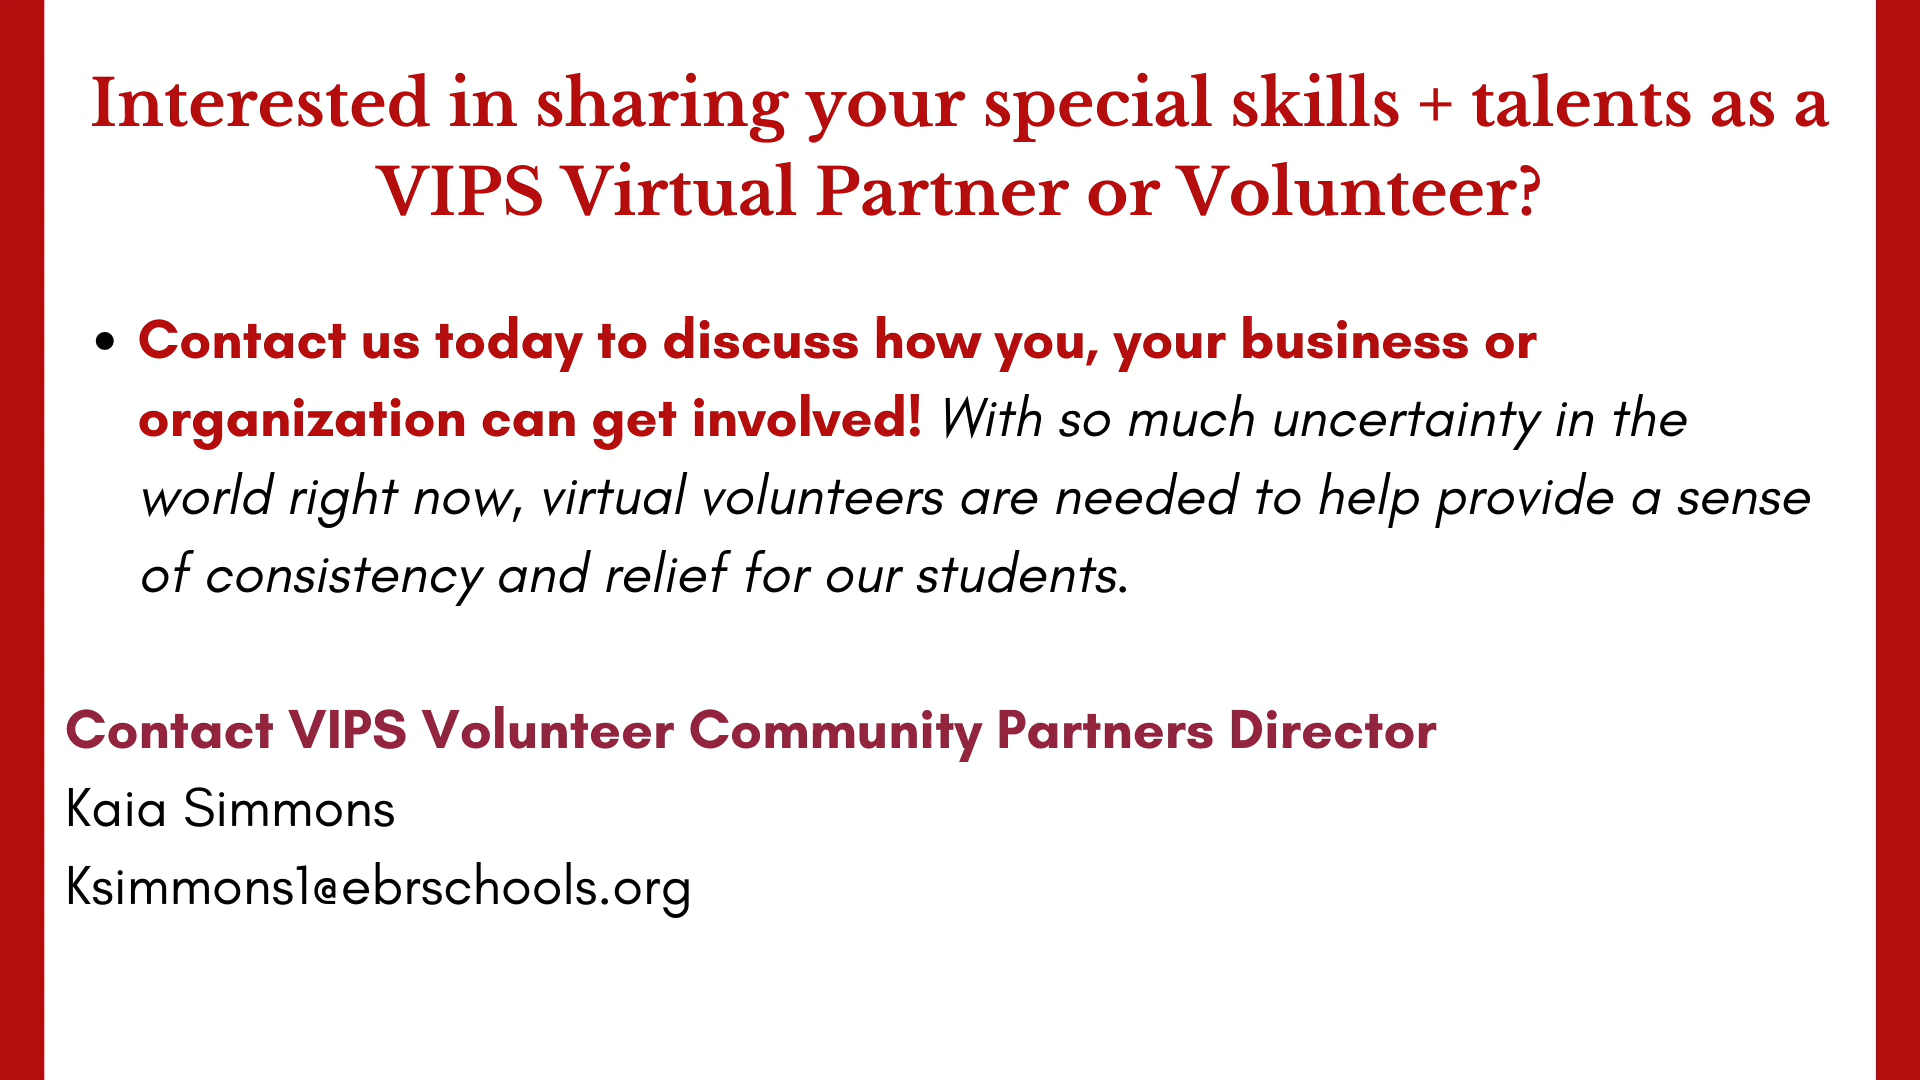 Interested in sharing your special skills + talents as a
VIPS Virtual Partner or Volunteer?
• Contact us today to discuss how you, your business or
organization can get involved! With so much uncertainty in the
world right now, virtual volunteers are needed to help provide a sense
of consistency and relief for our students.
Contact VIPS Volunteer Community Partners Director
Kaia Simmons
Ksimmons1@ebrschools.org